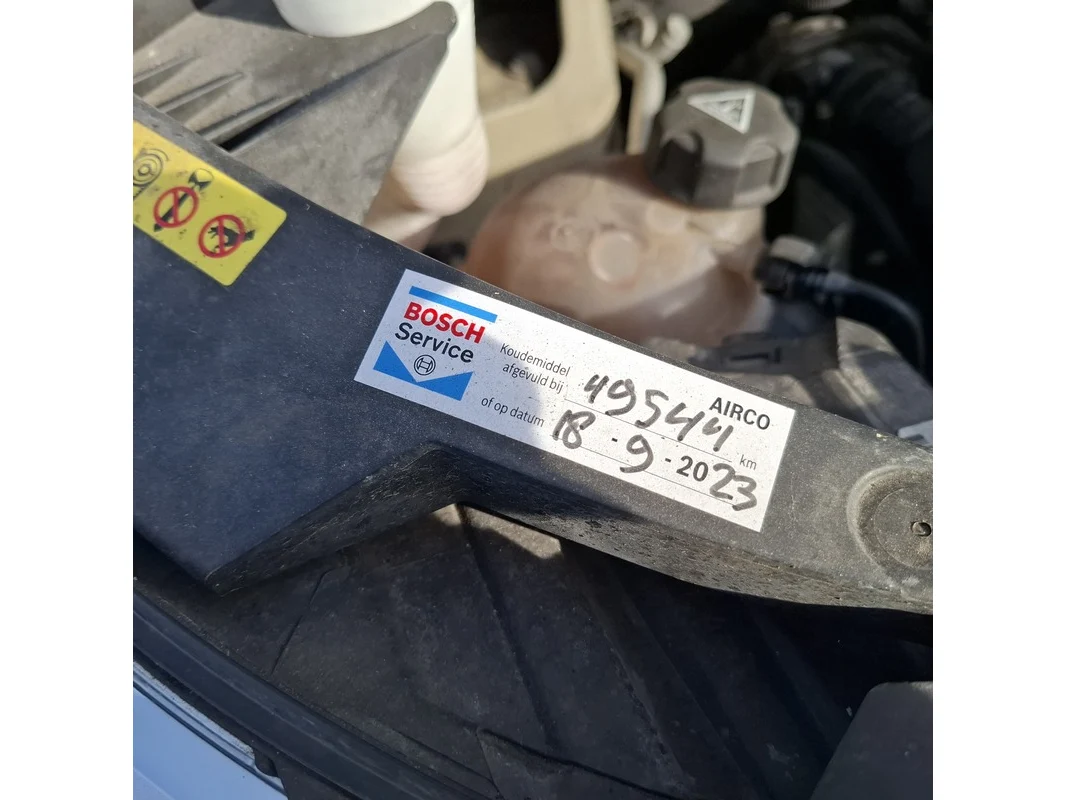 BOSCH
Service
AIRCO
Koudemiddel
afgevuld bij 49544 km
of op datum 18 - 9 - 2023